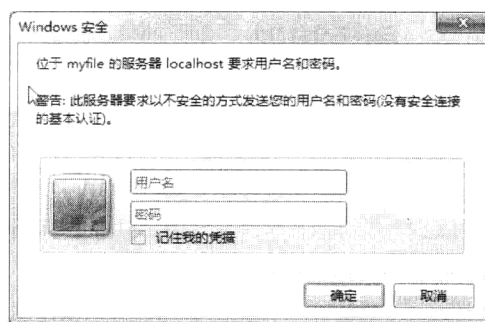 Windows 安全
位于 myfile 的服务器 localhost 要求用户名和密码。
警告: 此服务器要求以不安全的方式发送您的用户名和密码(没有安全连接
的基本认证)。
用户名
密码
记住我的凭据
确定
取消